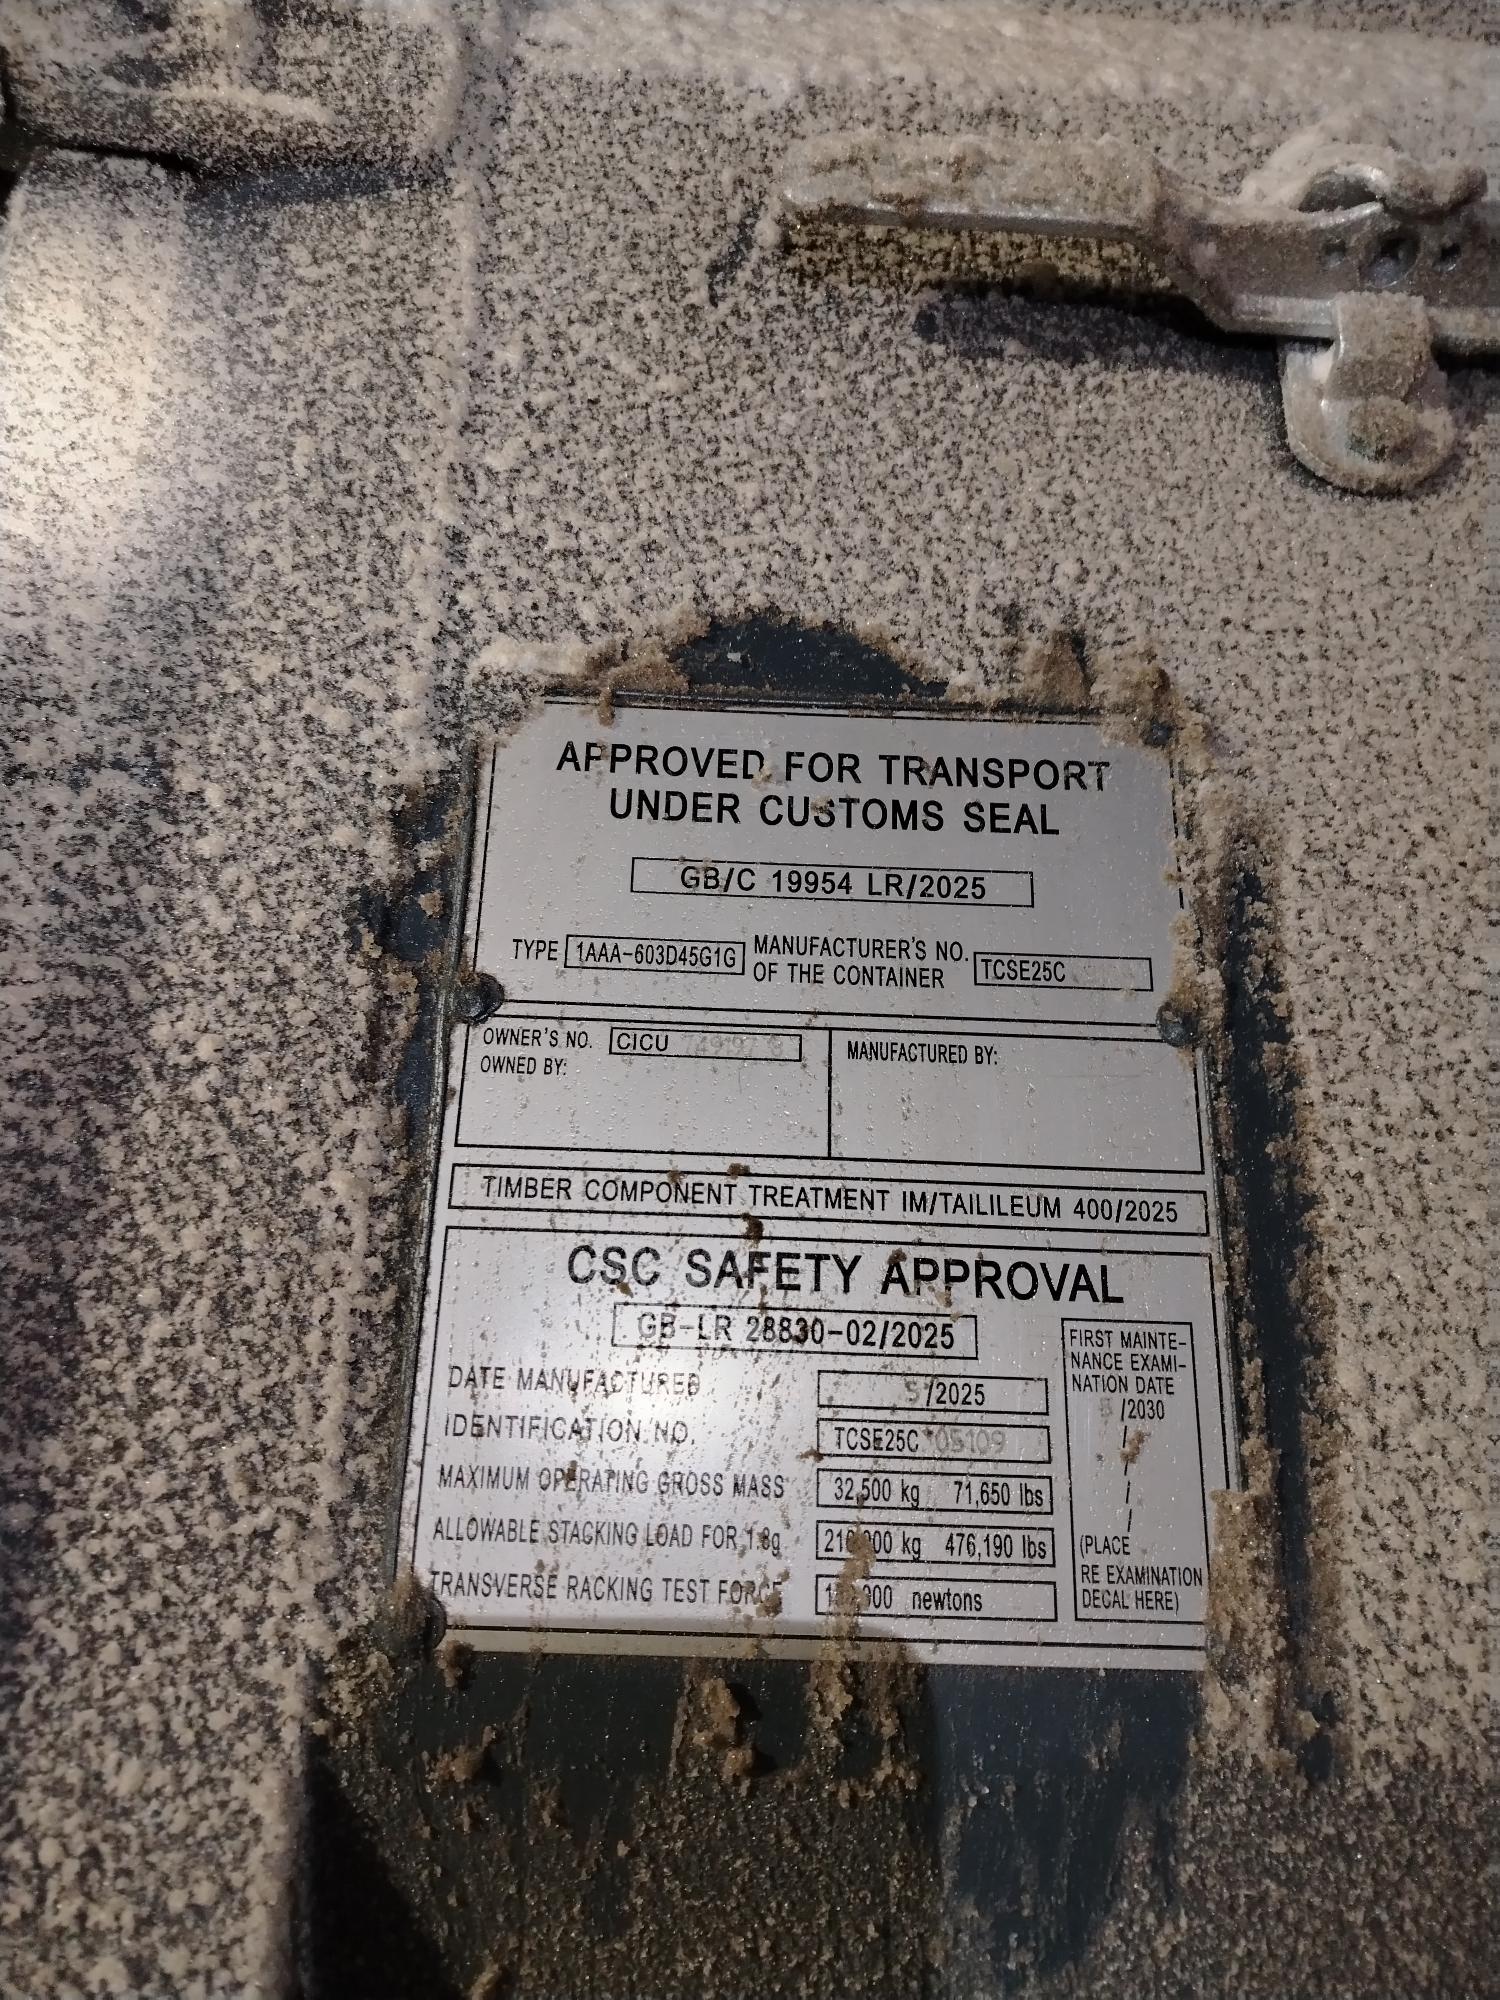 APPROVED FOR TRANSPORT
UNDER CUSTOMS SEAL
GB/C 19954 LR/2025
TYPE 1AAA-603D45G1G MANUFACTURER'S NO. OF THE CONTAINER TCSE25C
OWNER'S NO. CICU
OWNED BY:
MANUFACTURED BY:
TIMBER COMPONENT TREATMENT IM/TAILILEUM 400/2025
CSC SAFETY APPROVAL
GB-LR 28830-02/2025
DATE MANUFACTURED 5/2025
IDENTIFICATION NO. TCSE25C 05109
MAXIMUM OPERATING GROSS MASS 32,500 kg 71,650 lbs
ALLOWABLE STACKING LOAD FOR 1.8g kg 476,190 lbs
TRANSVERSE RACKING TEST FORCE newtons
FIRST MAINTE-
NANCE EXAMI-
NATION DATE
/2030
(PLACE
RE EXAMINATION
DECAL HERE)